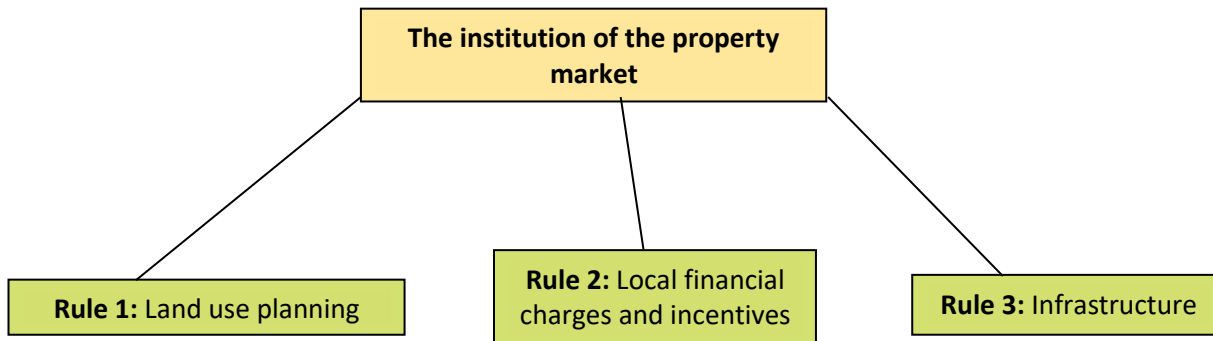 The institution of the property
market
Rule 1: Land use planning
Rule 2: Local financial
charges and incentives
Rule 3: Infrastructure